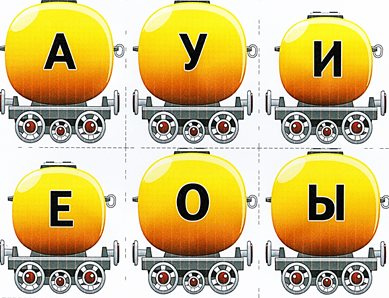 А У И
Е О Ы